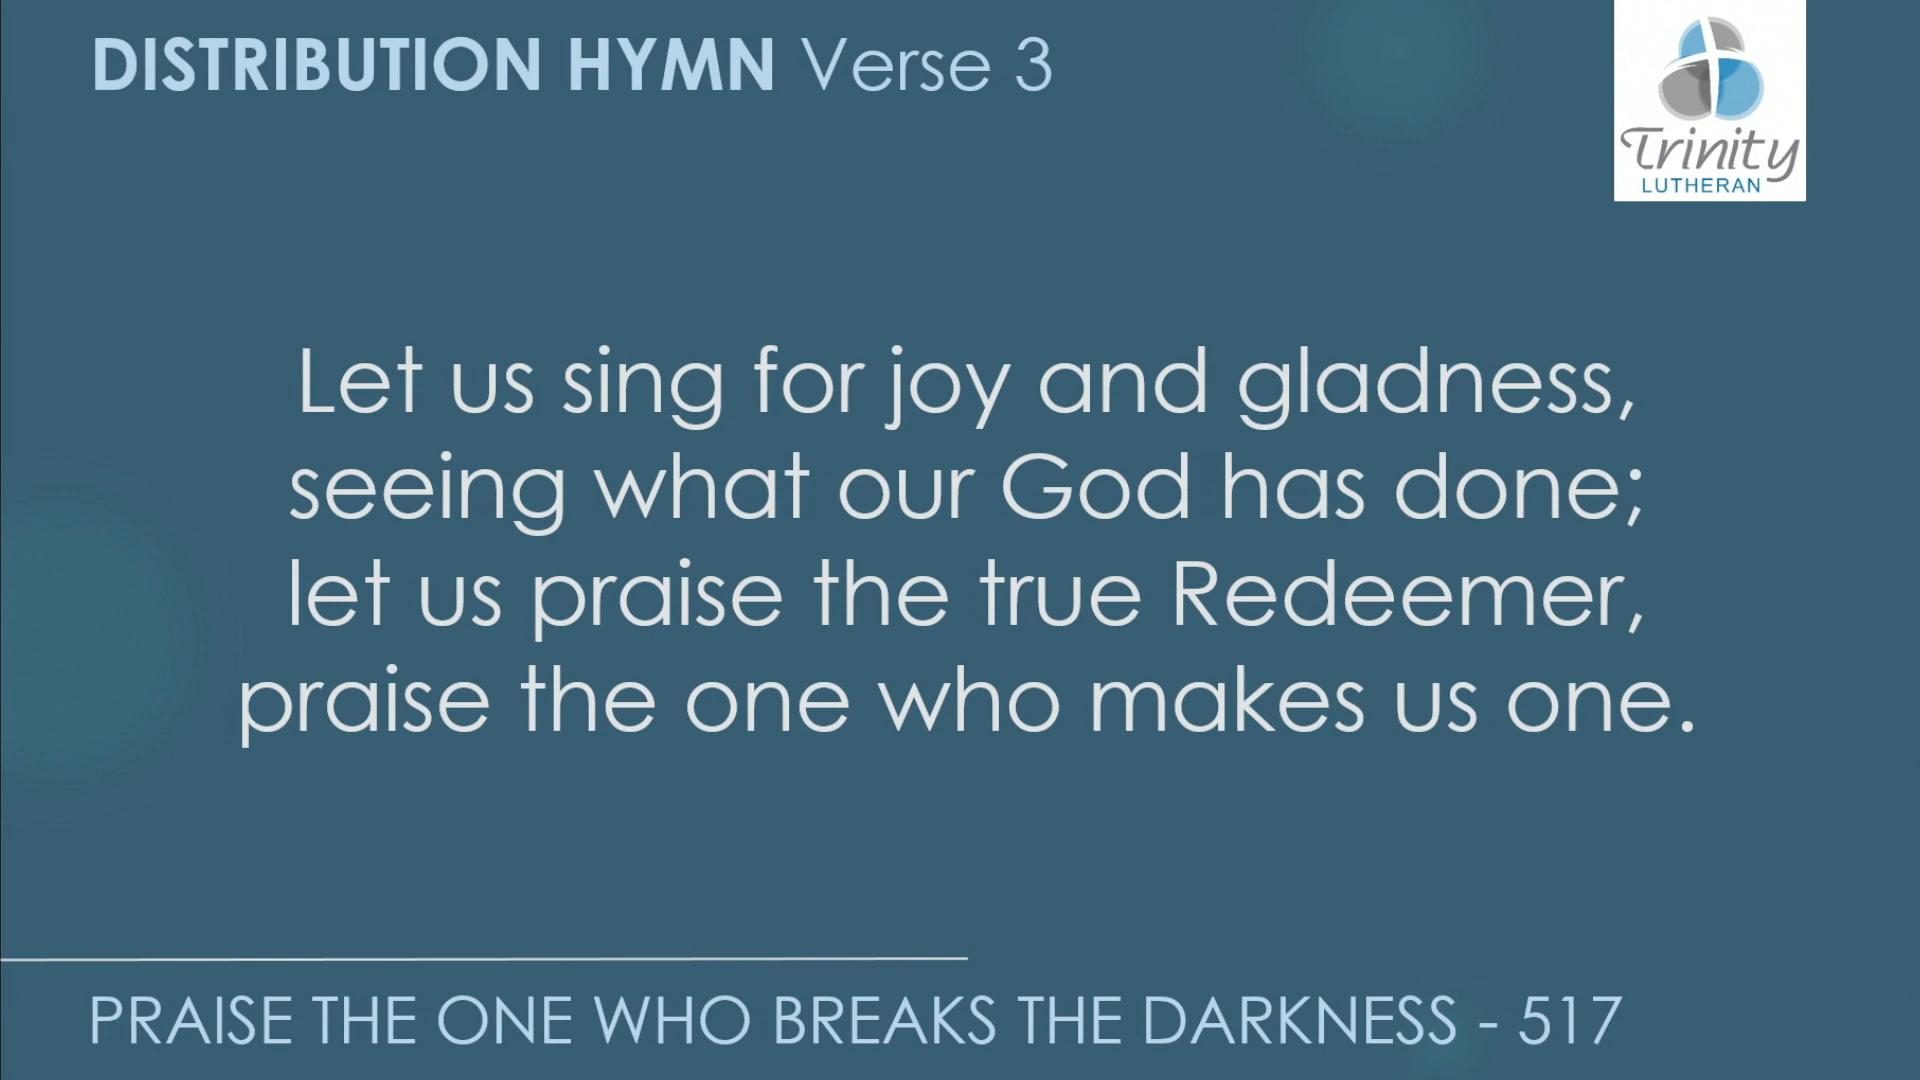 DISTRIBUTION HYMN Verse 3
Trinity
LUTHERAN
Let us sing for joy and gladness,
seeing what our God has done;
let us praise the true Redeemer,
praise the one who makes us one.
PRAISE THE ONE WHO BREAKS THE DARKNESS - 517